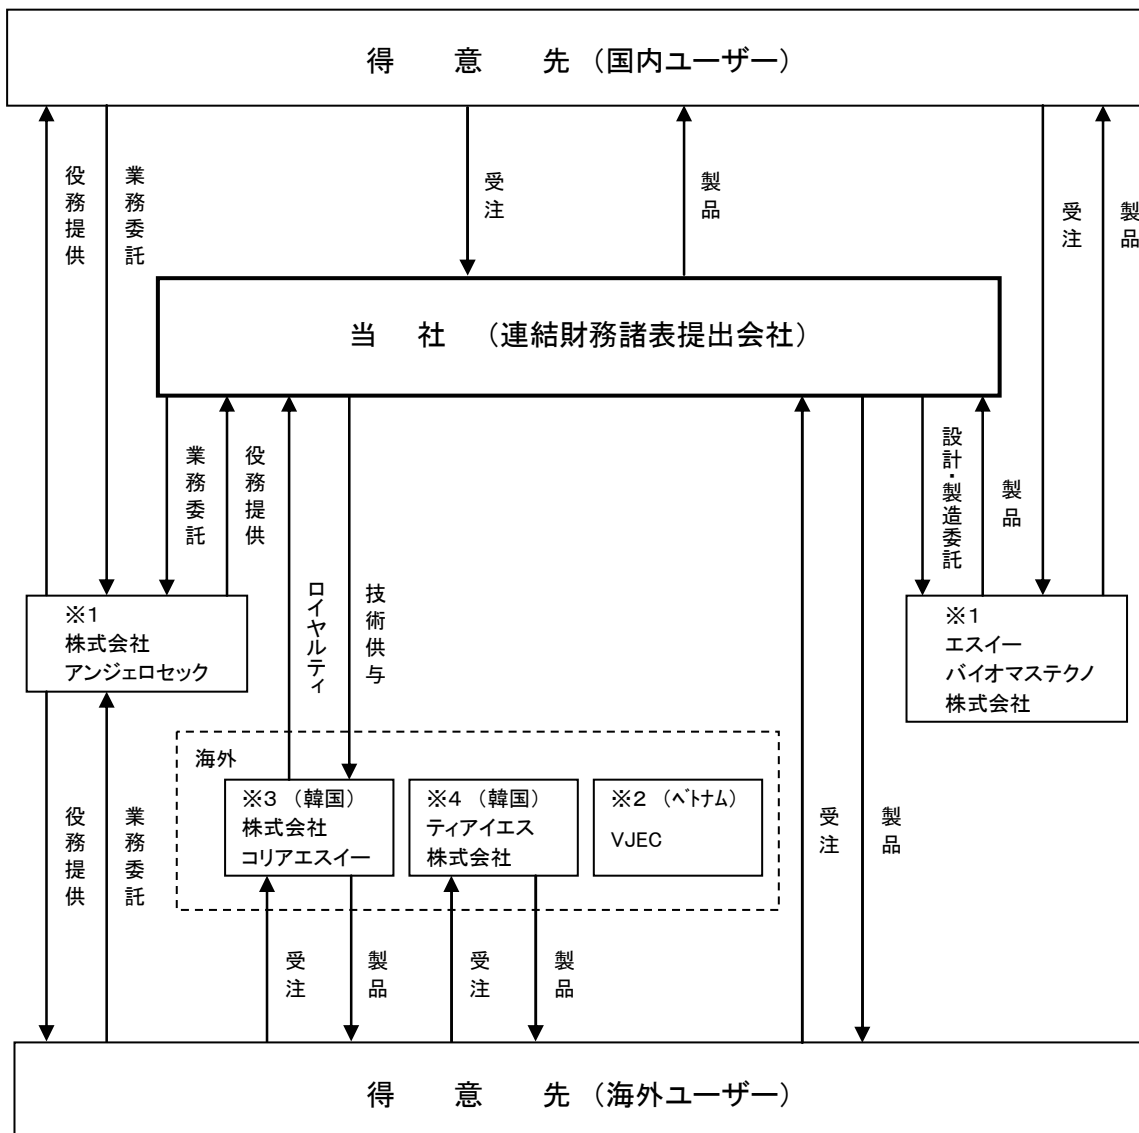 得 意 先 （国内ユーザー）
役務提供
業務委託
受注
製品
受注
製品
当 社 （連結財務諸表提出会社）
業務委託
役務提供
ロイヤルティ
技術供与
設計・製造委託
製品
※１
株式会社
アンジェロセック
※１
エスイー
バイオマステクノ
株式会社
海外
※３ （韓国）
株式会社
コリアエスイー
※４ （韓国）
ティアイエス
株式会社
※２ （ﾍﾞﾄﾅﾑ）
VJEC
役務提供
業務委託
受注
製品
受注
製品
受注
製品
得 意 先 （海外ユーザー）